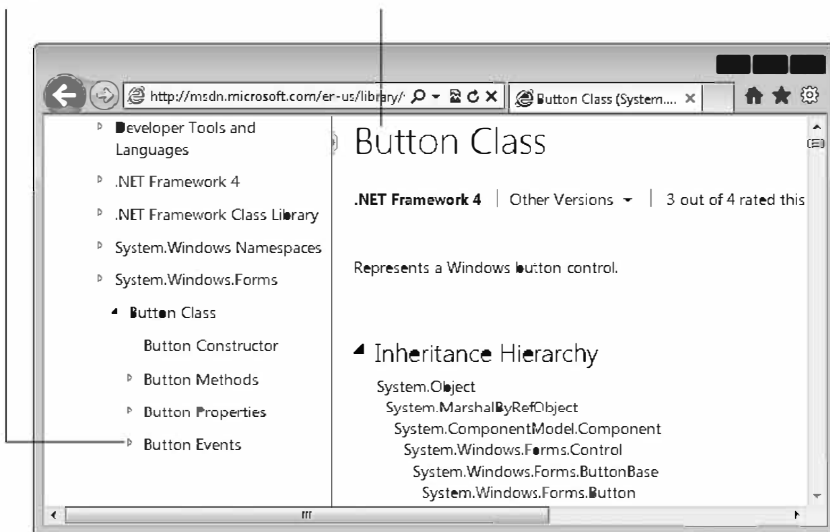 http://msdn.microsoft.com/er-us/library/
Button Class (System....
Developer Tools and
Languages
.NET Framework 4
.NET Framework Class Library
System.Windows Namespaces
System.Windows.Forms
Button Class
Button Constructor
Button Methods
Button Properties
Button Events
Button Class
.NET Framework 4 | Other Versions | 3 out of 4 rated this
Represents a Windows button control.
Inheritance Hierarchy
System.Object
System.MarshalByRefObject
System.ComponentModel.Component
System.Windows.Forms.Control
System.Windows.Forms.ButtonBase
System.Windows.Forms.Button